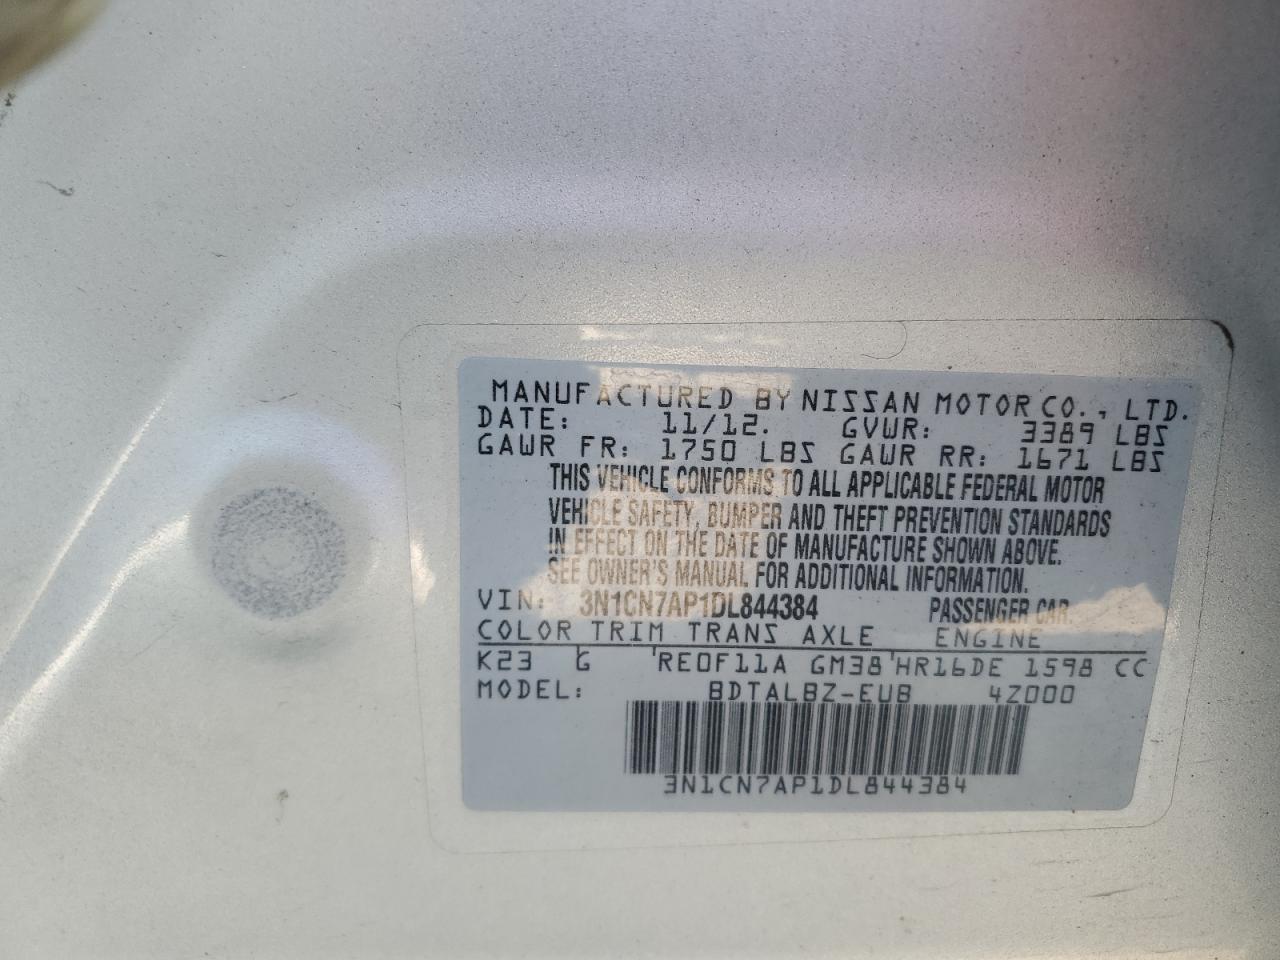 MANUFACTURED BY NISSAN MOTOR CO., LTD.
DATE: 11/12. GVWR: 3389 LBS
GAWR FR: 1750 LBS GAWR RR: 1671 LBS
THIS VEHICLE CONFORMS TO ALL APPLICABLE FEDERAL MOTOR
VEHICLE SAFETY, BUMPER AND THEFT PREVENTION STANDARDS
IN EFFECT ON THE DATE OF MANUFACTURE SHOWN ABOVE.
SEE OWNER'S MANUAL FOR ADDITIONAL INFORMATION.
VIN: 3N1CN7AP1DL844384 PASSENGER CAR.
COLOR TRIM TRANS AXLE ENGINE
K23 G RE0F11A GM38 HR16DE 1598 CC
MODEL: BDTALBZ-EUB 4Z000
3N1CN7AP1DL844384